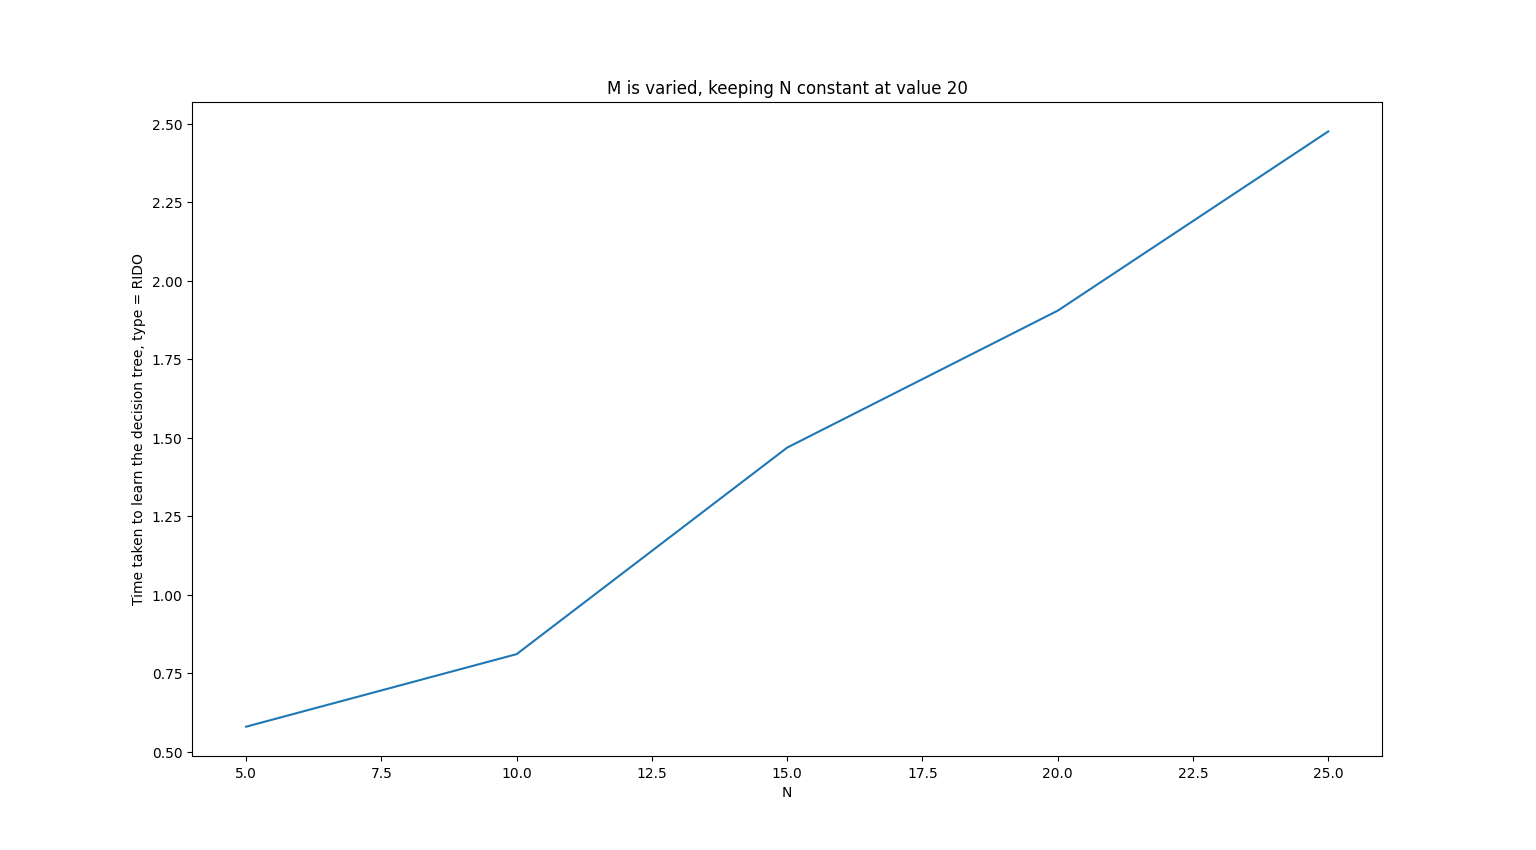 M is varied, keeping N constant at value 20
2.50
2.25
2.00
1.75
1.50
1.25
1.00
0.75
0.50
Time taken to learn the decision tree, type = RIDO
5.0 7.5 10.0 12.5 15.0 17.5 20.0 22.5 25.0
N